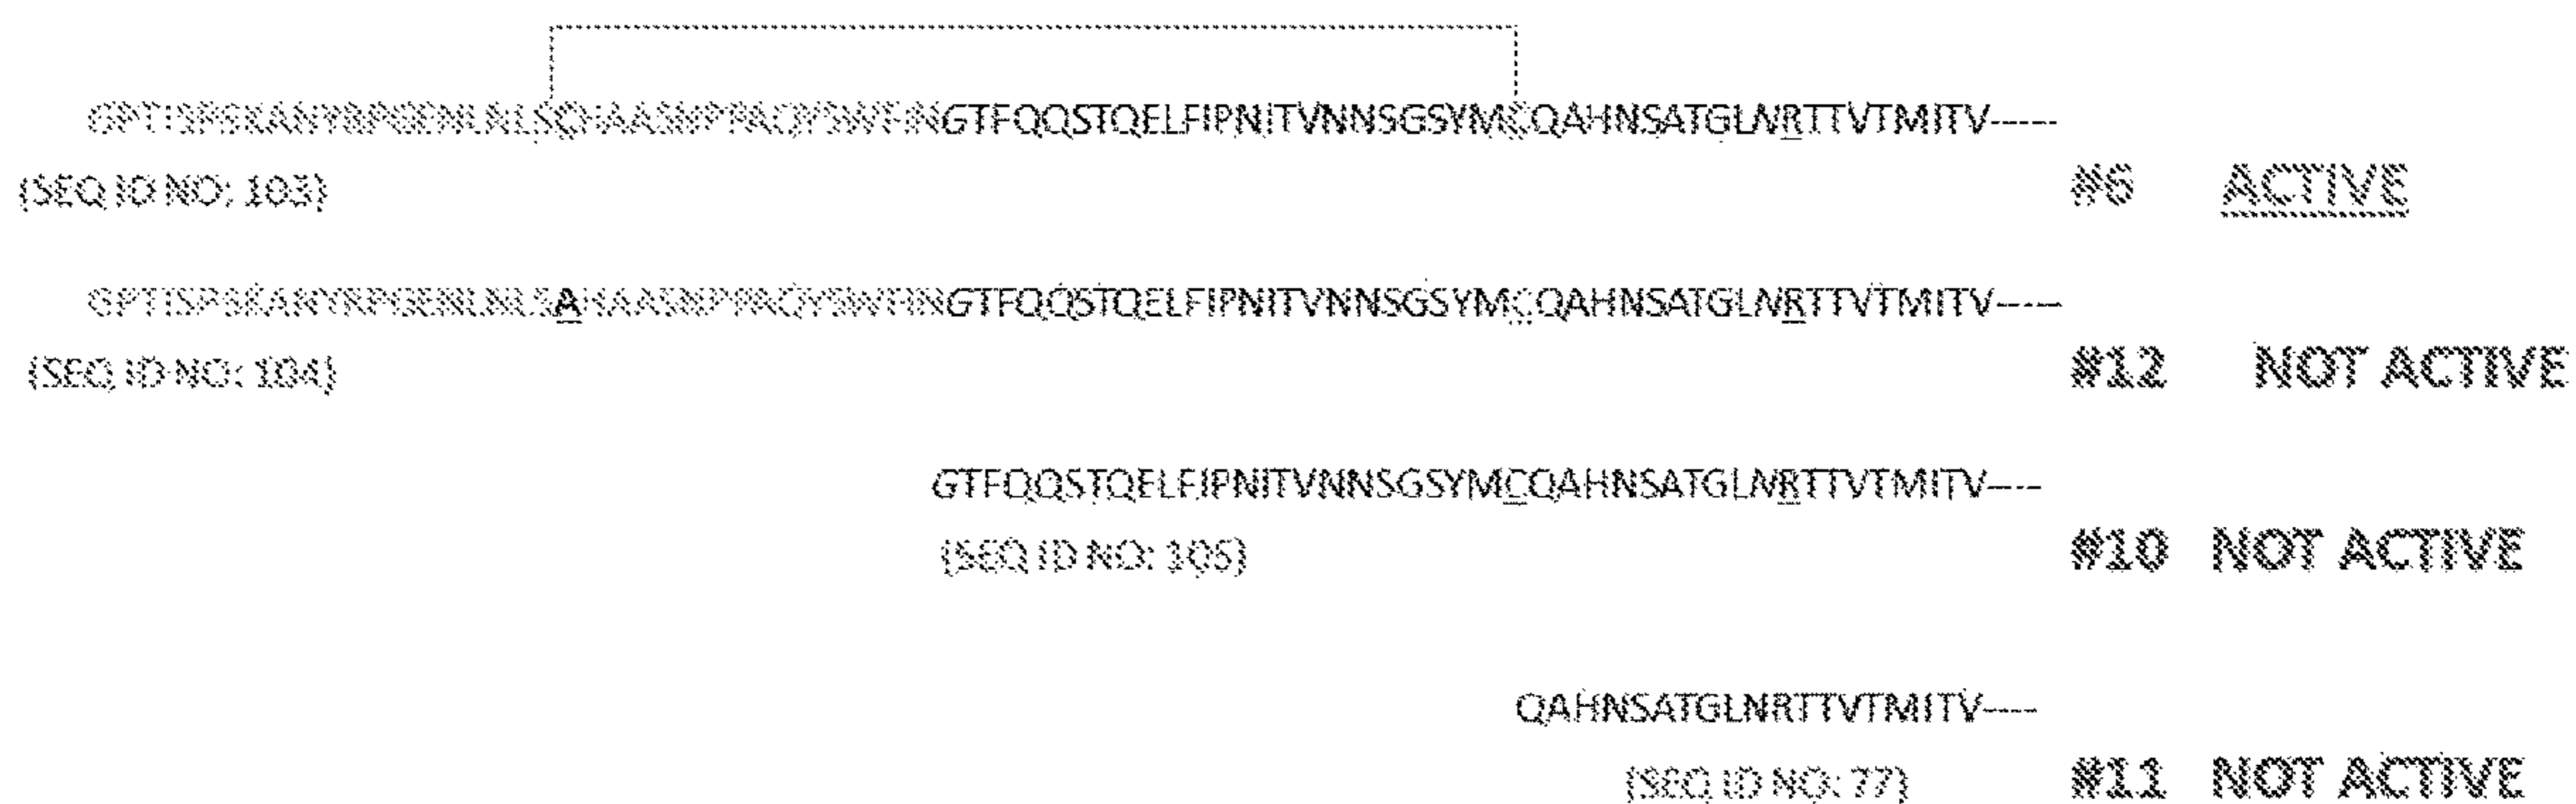 GPTISPSKANYRPGENLNLSCHAASNPPAQYSWFINGTFQQSTQELFIPNITVNNSGSYMCQAHNSATGLNRTTVTMITV-----
(SEQ ID NO: 103)
#6 ACTIVE
GPTISPSKANYRPGENLNLSAHAASNPPAQYSWFINGTFQQSTQELFIPNITVNNSGSYMCQAHNSATGLNRTTVTMITV-----
(SEQ ID NO: 104)
#12 NOT ACTIVE
GTFQQSTQELFIPNITVNNSGSYMCQAHNSATGLNRTTVTMITV----
(SEQ ID NO: 105)
#10 NOT ACTIVE
QAHNSATGLNRTTVTMITV----
(SEQ ID NO: 77)
#11 NOT ACTIVE